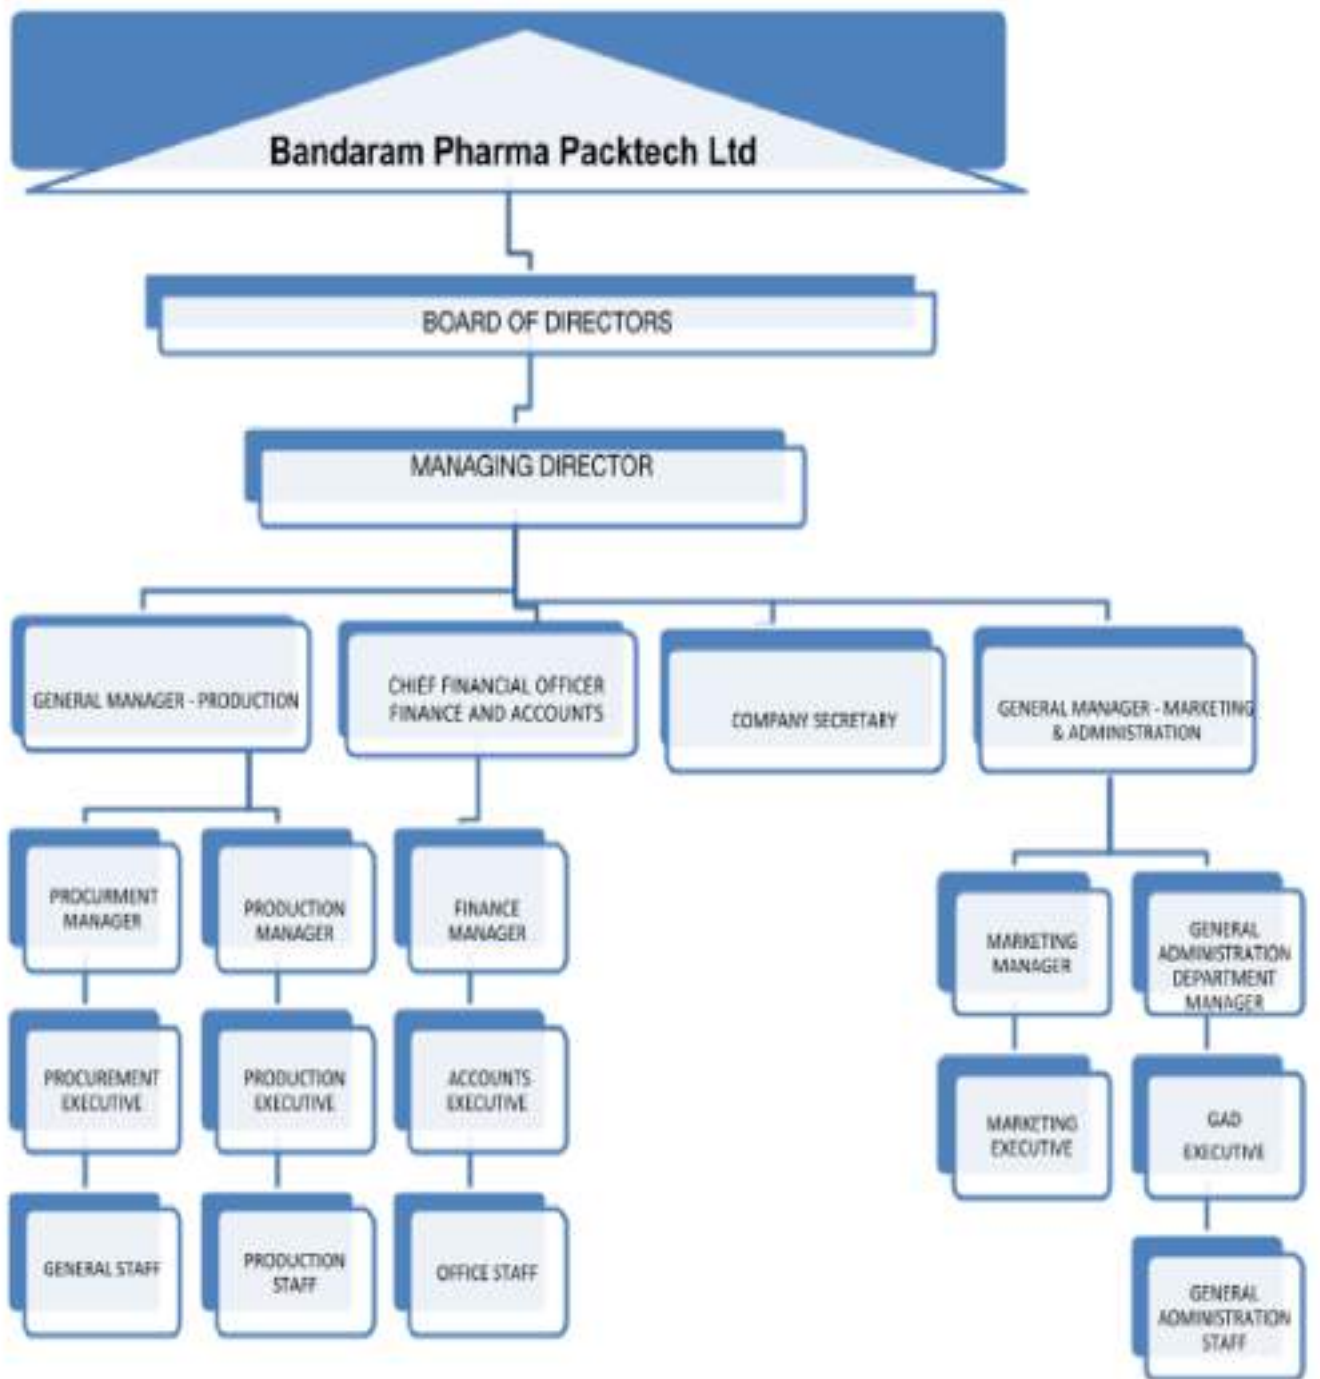 Bandaram Pharma Packtech Ltd
BOARD OF DIRECTORS
MANAGING DIRECTOR
GENERAL MANAGER - PRODUCTION
CHIEF FINANCIAL OFFICER
FINANCE AND ACCOUNTS
COMPANY SECRETARY
GENERAL MANAGER - MARKETING
& ADMINISTRATION
PROCURMENT
MANAGER
PRODUCTION
MANAGER
FINANCE
MANAGER
MARKETING
MANAGER
GENERAL
ADMINISTRATION
DEPARTMENT
MANAGER
PROCUREMENT
EXECUTIVE
PRODUCTION
EXECUTIVE
ACCOUNTS
EXECUTIVE
MARKETING
EXECUTIVE
GAD
EXECUTIVE
GENERAL STAFF
PRODUCTION
STAFF
OFFICE STAFF
GENERAL
ADMINISTRATION
STAFF